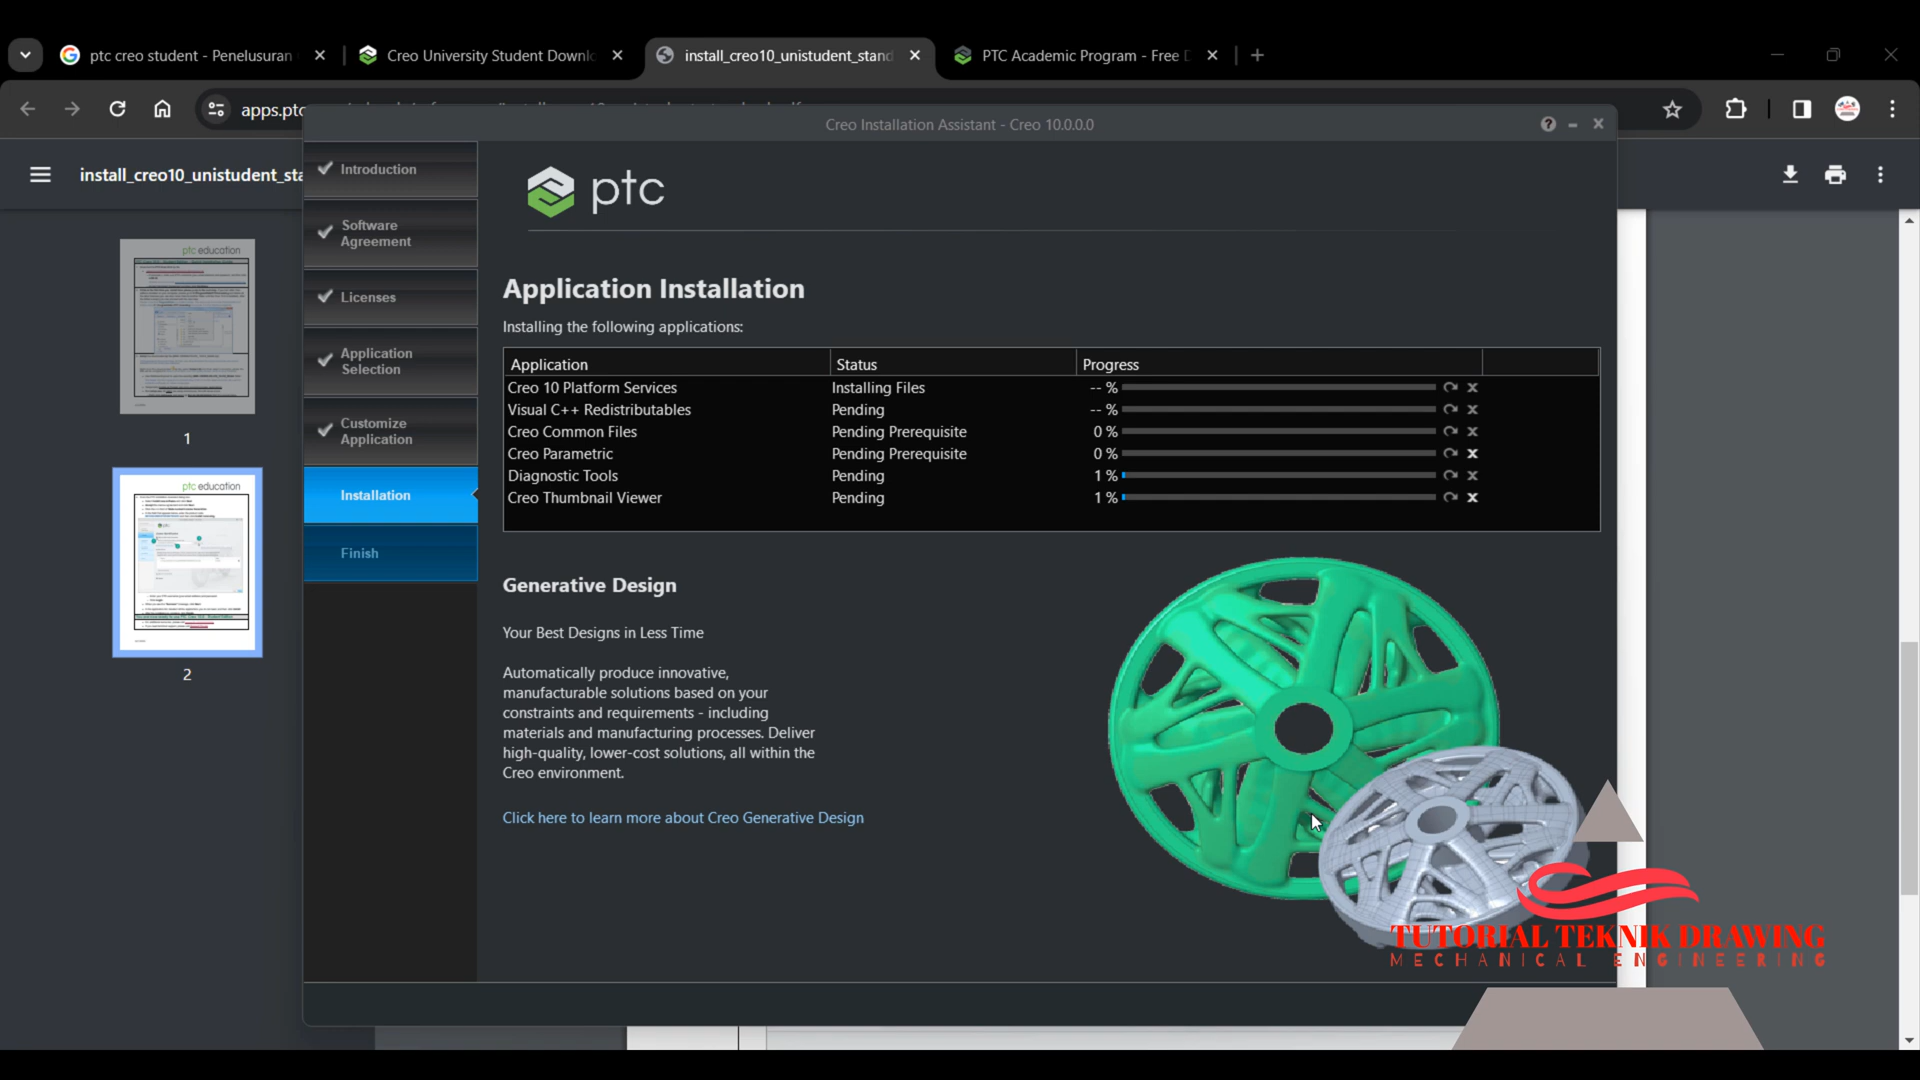 ptc creo student - Penelusuran
Creo University Student Downl
install_creo10_unistudent_stand
PTC Academic Program - Free D
apps.ptc
Creo Installation Assistant - Creo 10.0.0.0
install_creo10_unistudent_sta
Introduction
Software
Agreement
Licenses
Application
Selection
Customize
Application
Installation
Finish
ptc education
1
ptc education
2
ptc
Application Installation
Installing the following applications:
Application Status Progress
Creo 10 Platform Services Installing Files -- %
Visual C++ Redistributables Pending -- %
Creo Common Files Pending Prerequisite 0 %
Creo Parametric Pending Prerequisite 0 %
Diagnostic Tools Pending 1 %
Creo Thumbnail Viewer Pending 1 %
Generative Design
Your Best Designs in Less Time
Automatically produce innovative,
manufacturable solutions based on your
constraints and requirements - including
materials and manufacturing processes. Deliver
high-quality, lower-cost solutions, all within the
Creo environment.
Click here to learn more about Creo Generative Design
TUTORIAL TEKNIK DRAWING
MECHANICAL ENGINEERING